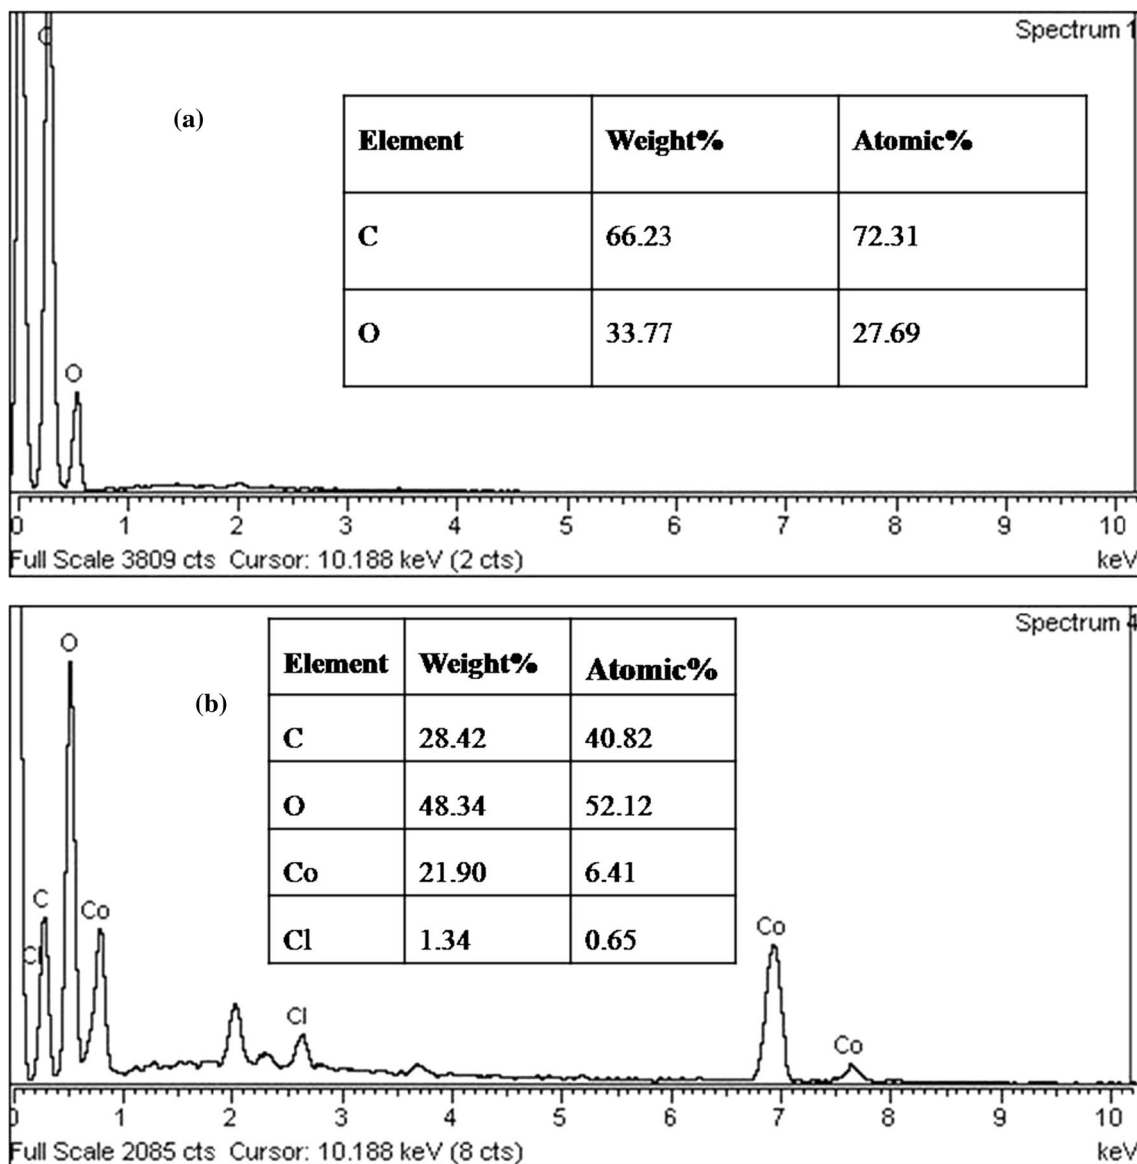 Spectrum 1
C
(a)
Element Weight% Atomic%
C 66.23 72.31
O 33.77 27.69
O
0 1 2 3 4 5 6 7 8 9 10
Full Scale 3809 cts Cursor: 10.188 keV (2 cts) keV
Spectrum 4
O
(b)
Element Weight% Atomic%
C 28.42 40.82
O 48.34 52.12
Co 21.90 6.41
Cl 1.34 0.65
C
Co
Cl
Cl
Co
Co
0 1 2 3 4 5 6 7 8 9 10
Full Scale 2085 cts Cursor: 10.188 keV (8 cts) keV